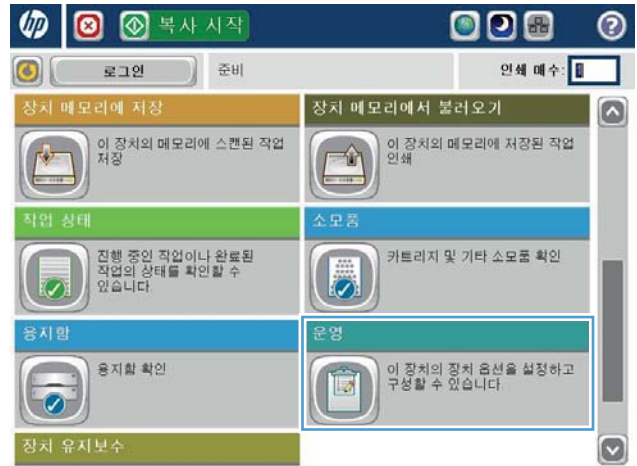 hp
복사 시작
?
로그인
준비
인쇄 매수: 1
장치 메모리에 저장
이 장치의 메모리에 스캔된 작업
저장
장치 메모리에서 불러오기
이 장치의 메모리에 저장된 작업
인쇄
작업 상태
진행 중인 작업이나 완료된
작업의 상태를 확인할 수
있습니다.
소모품
카트리지 및 기타 소모품 확인
용지함
용지함 확인
운영
이 장치의 장치 옵션을 설정하고
구성할 수 있습니다.
장치 유지보수